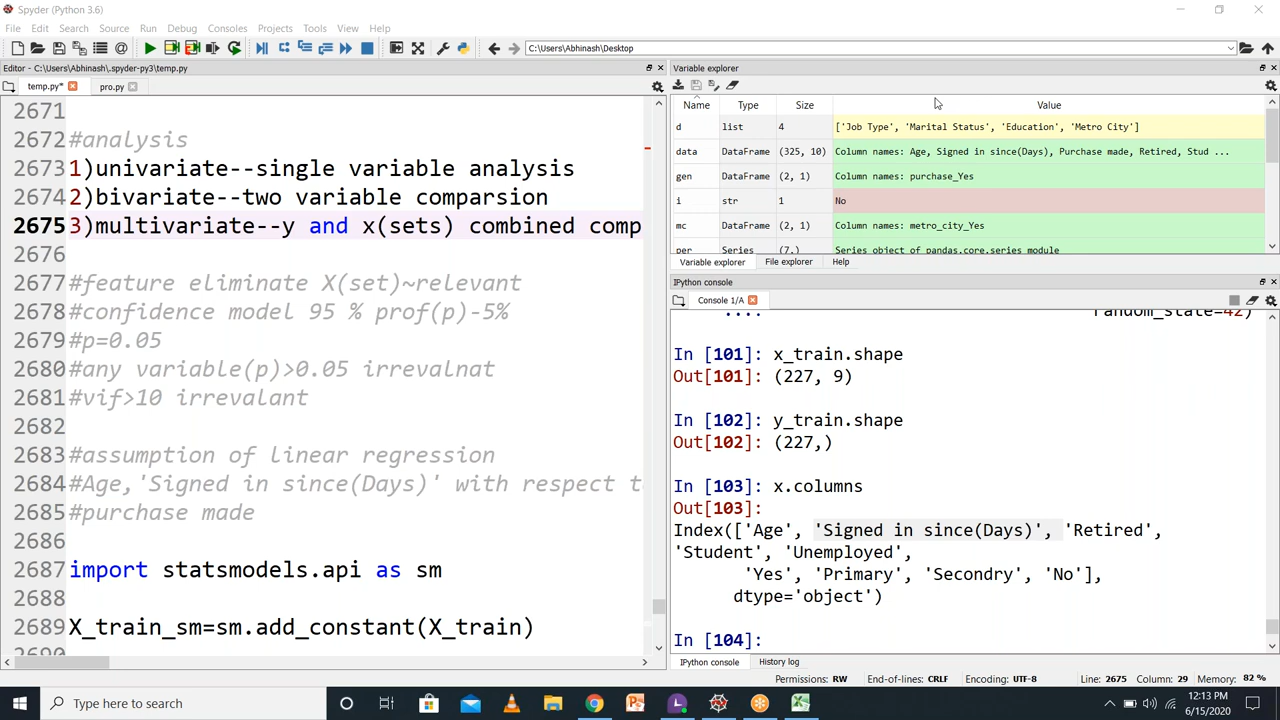 Spyder (Python 3.6)
File Edit Search Source Run Debug Consoles Projects Tools View Help
C:\Users\Abhinash\Desktop
Editor - C:\Users\Abhinash\.spyder-py3\temp.py
temp.py* pro.py
2671
2672 #analysis
2673 1)univariate--single variable analysis
2674 2)bivariate--two variable comparsion
2675 3)multivariate--y and x(sets) combined comp
2676
2677 #feature eliminate X(set)~relevant
2678 #confidence model 95 % prof(p)-5%
2679 #p=0.05
2680 #any variable(p)>0.05 irrevalnat
2681 #vif>10 irrevalant
2682
2683 #assumption of linear regression
2684 #Age,'Signed in since(Days)' with respect t
2685 #purchase made
2686
2687 import statsmodels.api as sm
2688
2689 X_train_sm=sm.add_constant(X_train)
2690
Variable explorer
Name Type Size Value
d list 4 ['Job Type', 'Marital Status', 'Education', 'Metro City']
data DataFrame (325, 10) Column names: Age, Signed in since(Days), Purchase made, Retired, Stud ...
gen DataFrame (2, 1) Column names: purchase_Yes
i str 1 No
mc DataFrame (2, 1) Column names: metro_city_Yes
per Series (7,) Series object of pandas.core.series module
Variable explorer File explorer Help
IPython console
Console 1/A
.... random_state=42)
In [101]: x_train.shape
Out[101]: (227, 9)
In [102]: y_train.shape
Out[102]: (227,)
In [103]: x.columns
Out[103]:
Index(['Age', 'Signed in since(Days)', 'Retired',
'Student', 'Unemployed',
'Yes', 'Primary', 'Secondry', 'No'],
dtype='object')
In [104]:
IPython console History log
Permissions: RW End-of-lines: CRLF Encoding: UTF-8 Line: 2675 Column: 29 Memory: 82 %
Type here to search
12:13 PM
6/15/2020